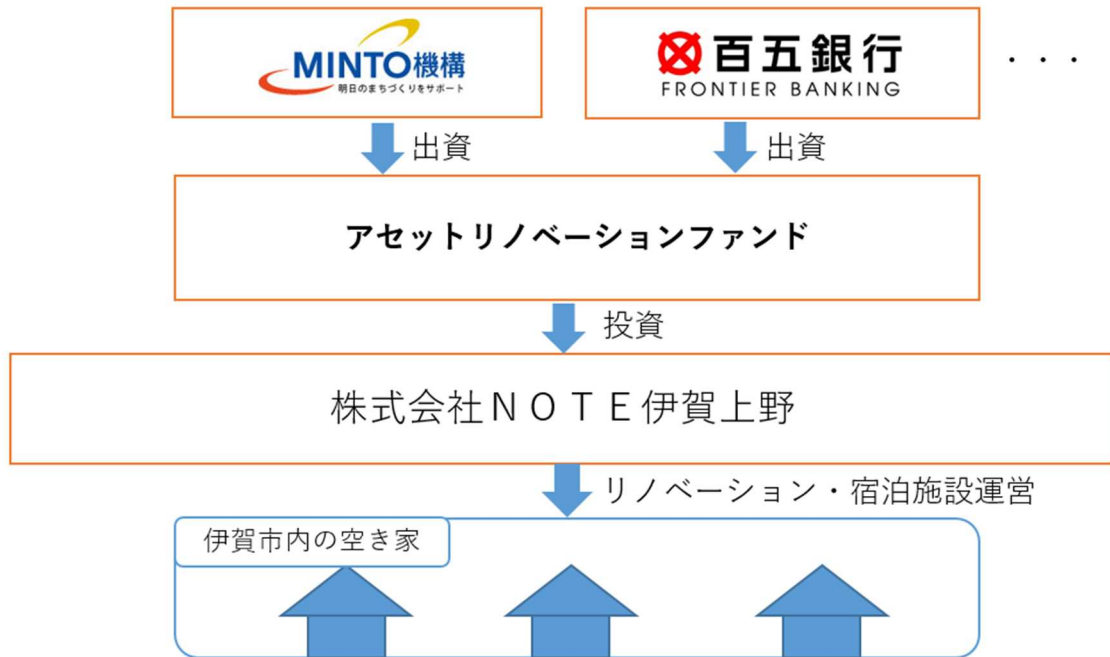 MINTO機構
明日のまちづくりをサポート
百五銀行
FRONTIER BANKING
・・・
出資
出資
アセットリノベーションファンド
投資
株式会社ＮＯＴＥ伊賀上野
リノベーション・宿泊施設運営
伊賀市内の空き家